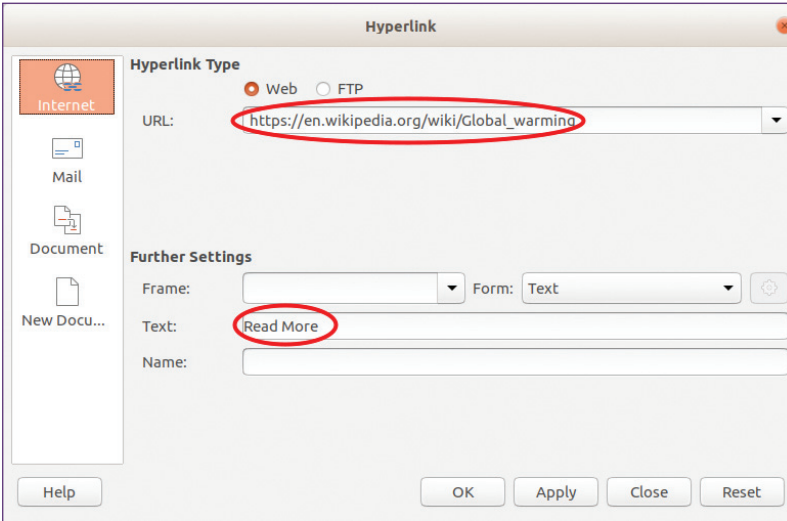 Hyperlink
Internet
Mail
Document
New Docu...
Hyperlink Type
Web FTP
URL: https://en.wikipedia.org/wiki/Global_warming
Further Settings
Frame: Form: Text
Text: Read More
Name:
Help OK Apply Close Reset